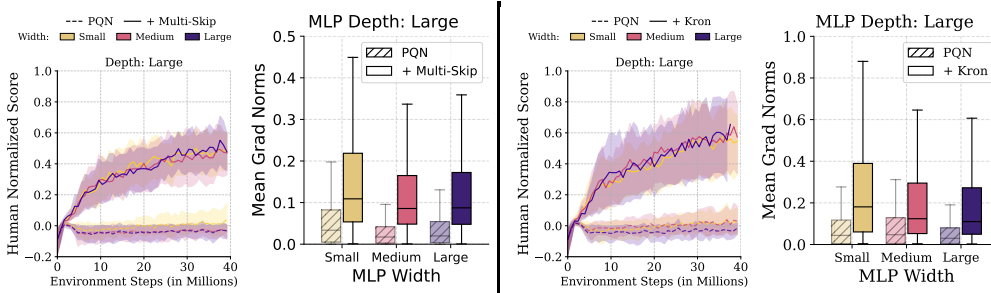 PQN + Multi-Skip
Width: Small Medium Large
Depth: Large
Human Normalized Score
1.0
0.8
0.6
0.4
0.2
0.0
−0.2
0 10 20 30 40
Environment Steps (in Millions)
MLP Depth: Large
PQN
+ Multi-Skip
Mean Grad Norms
0.5
0.4
0.3
0.2
0.1
0.0
Small Medium Large
MLP Width
PQN + Kron
Width: Small Medium Large
Depth: Large
Human Normalized Score
1.0
0.8
0.6
0.4
0.2
0.0
−0.2
0 10 20 30 40
Environment Steps (in Millions)
MLP Depth: Large
PQN
+ Kron
Mean Grad Norms
1.0
0.8
0.6
0.4
0.2
0.0
Small Medium Large
MLP Width